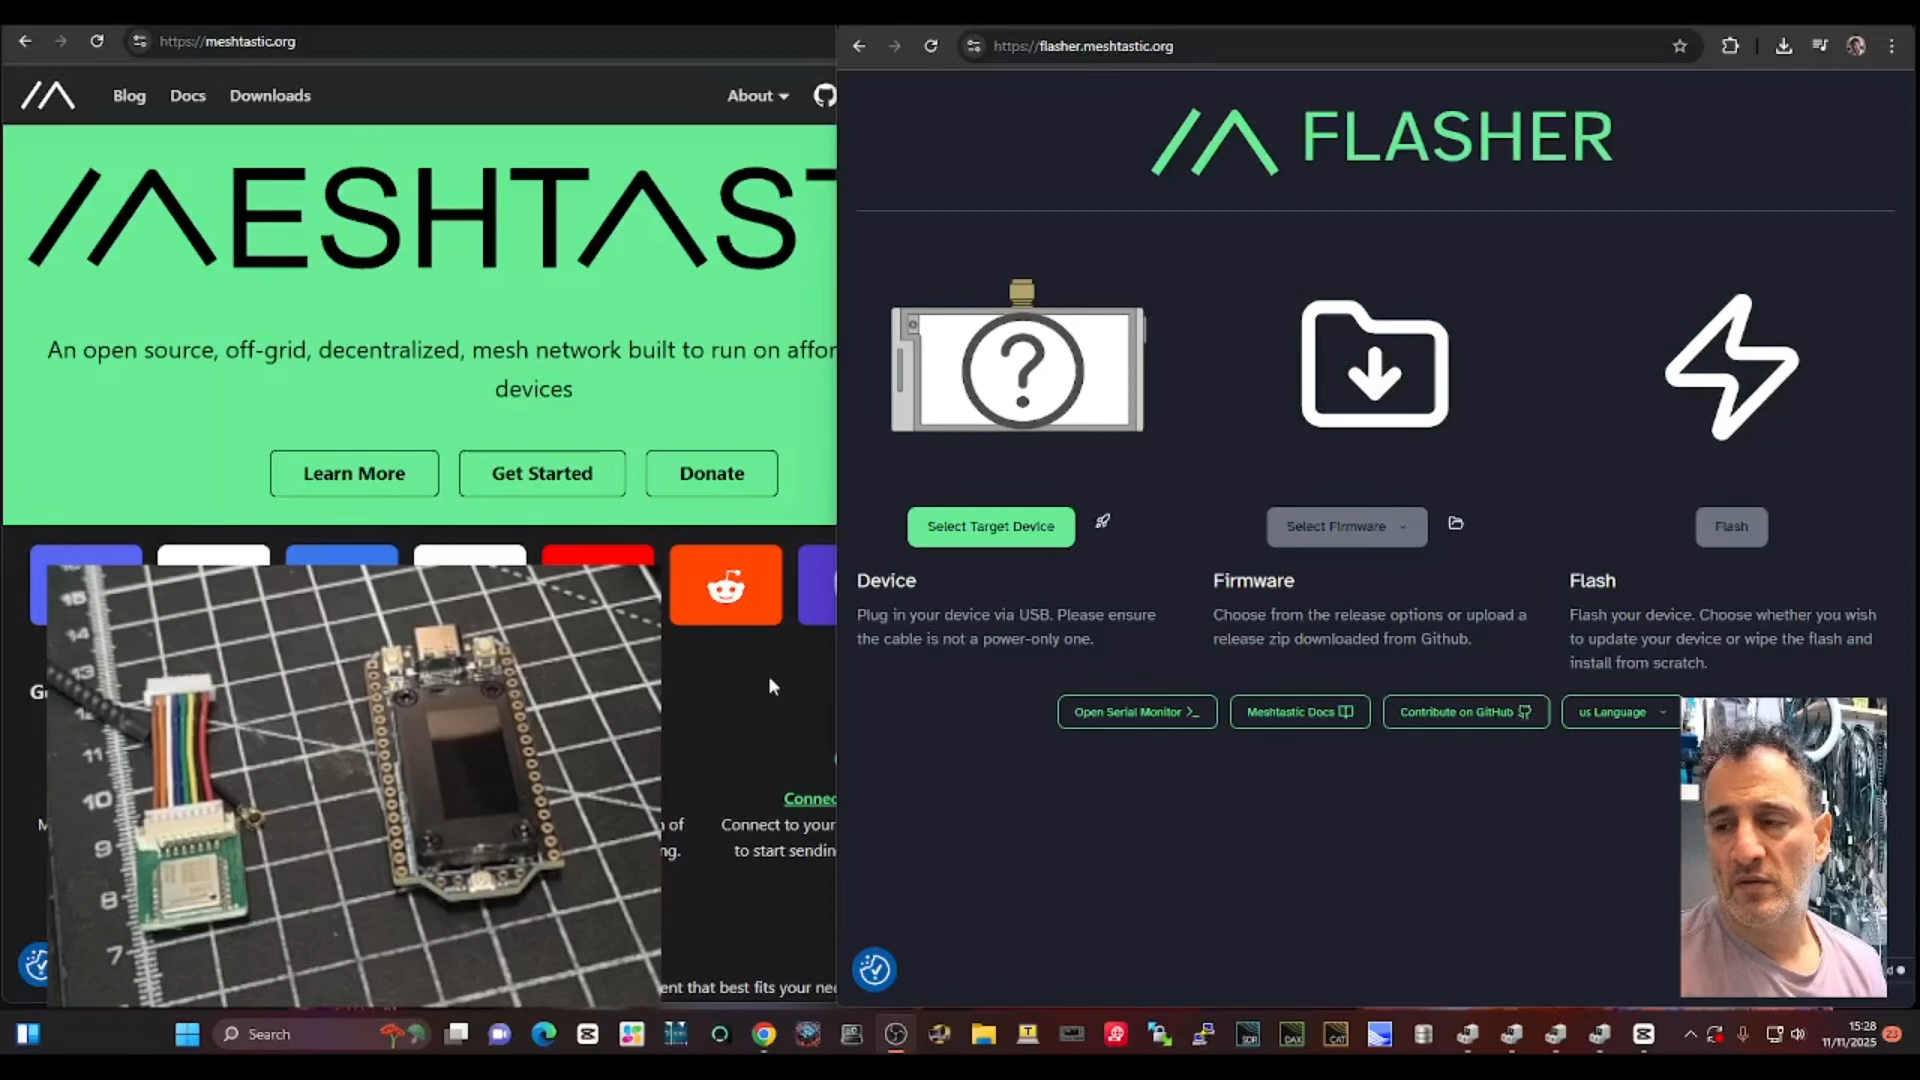 https://meshtastic.org
Blog
Docs
Downloads
About
An open source, off-grid, decentralized, mesh network built to run on affor
devices
Learn More
Get Started
Donate
Connec
Connect to your
to start sendin
of
ng.
ent that best fits your nee
15
14
13
12
11
10
9
8
7
https://flasher.meshtastic.org
FLASHER
Select Target Device
Select Firmware
Flash
Device
Plug in your device via USB. Please ensure
the cable is not a power-only one.
Firmware
Choose from the release options or upload a
release zip downloaded from Github.
Flash
Flash your device. Choose whether you wish
to update your device or wipe the flash and
install from scratch.
Open Serial Monitor >_
Meshtastic Docs
Contribute on GitHub
us Language
Search
SDR
DAX
CAT
15:28
11/11/2025
23